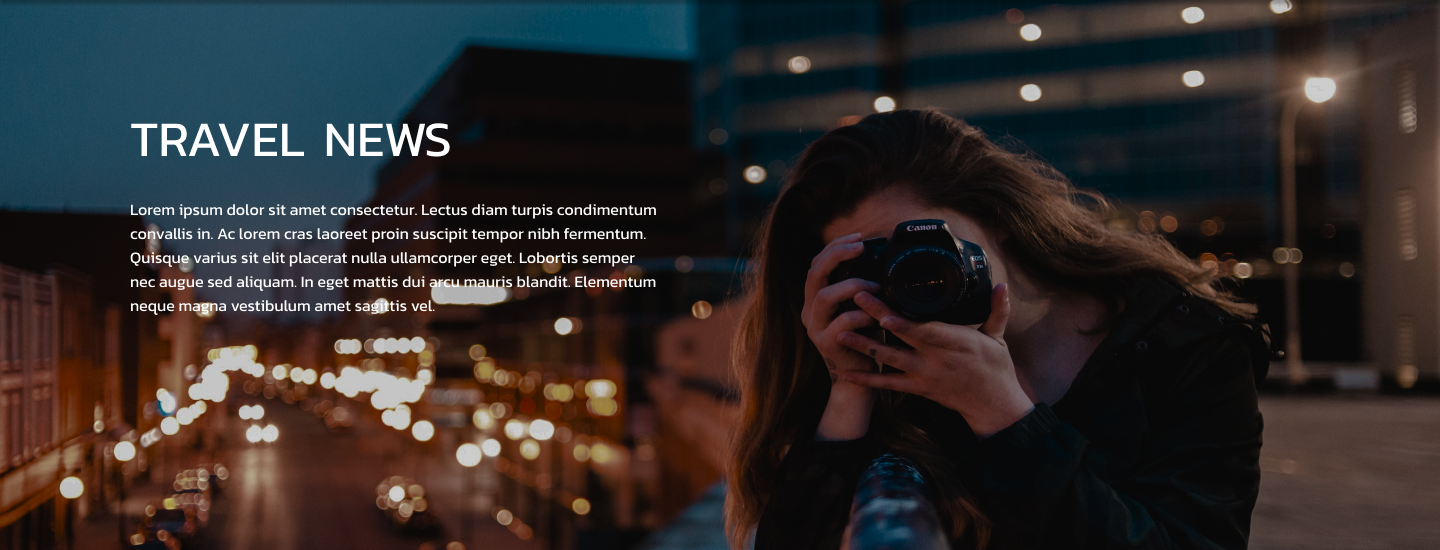 TRAVEL NEWS
Lorem ipsum dolor sit amet consectetur. Lectus diam turpis condimentum
convallis in. Ac lorem cras laoreet proin suscipit tempor nibh fermentum.
Quisque varius sit elit placerat nulla ullamcorper eget. Lobortis semper
nec augue sed aliquam. In eget mattis dui arcu mauris blandit. Elementum
neque magna vestibulum amet sagittis vel.
Canon
EOS